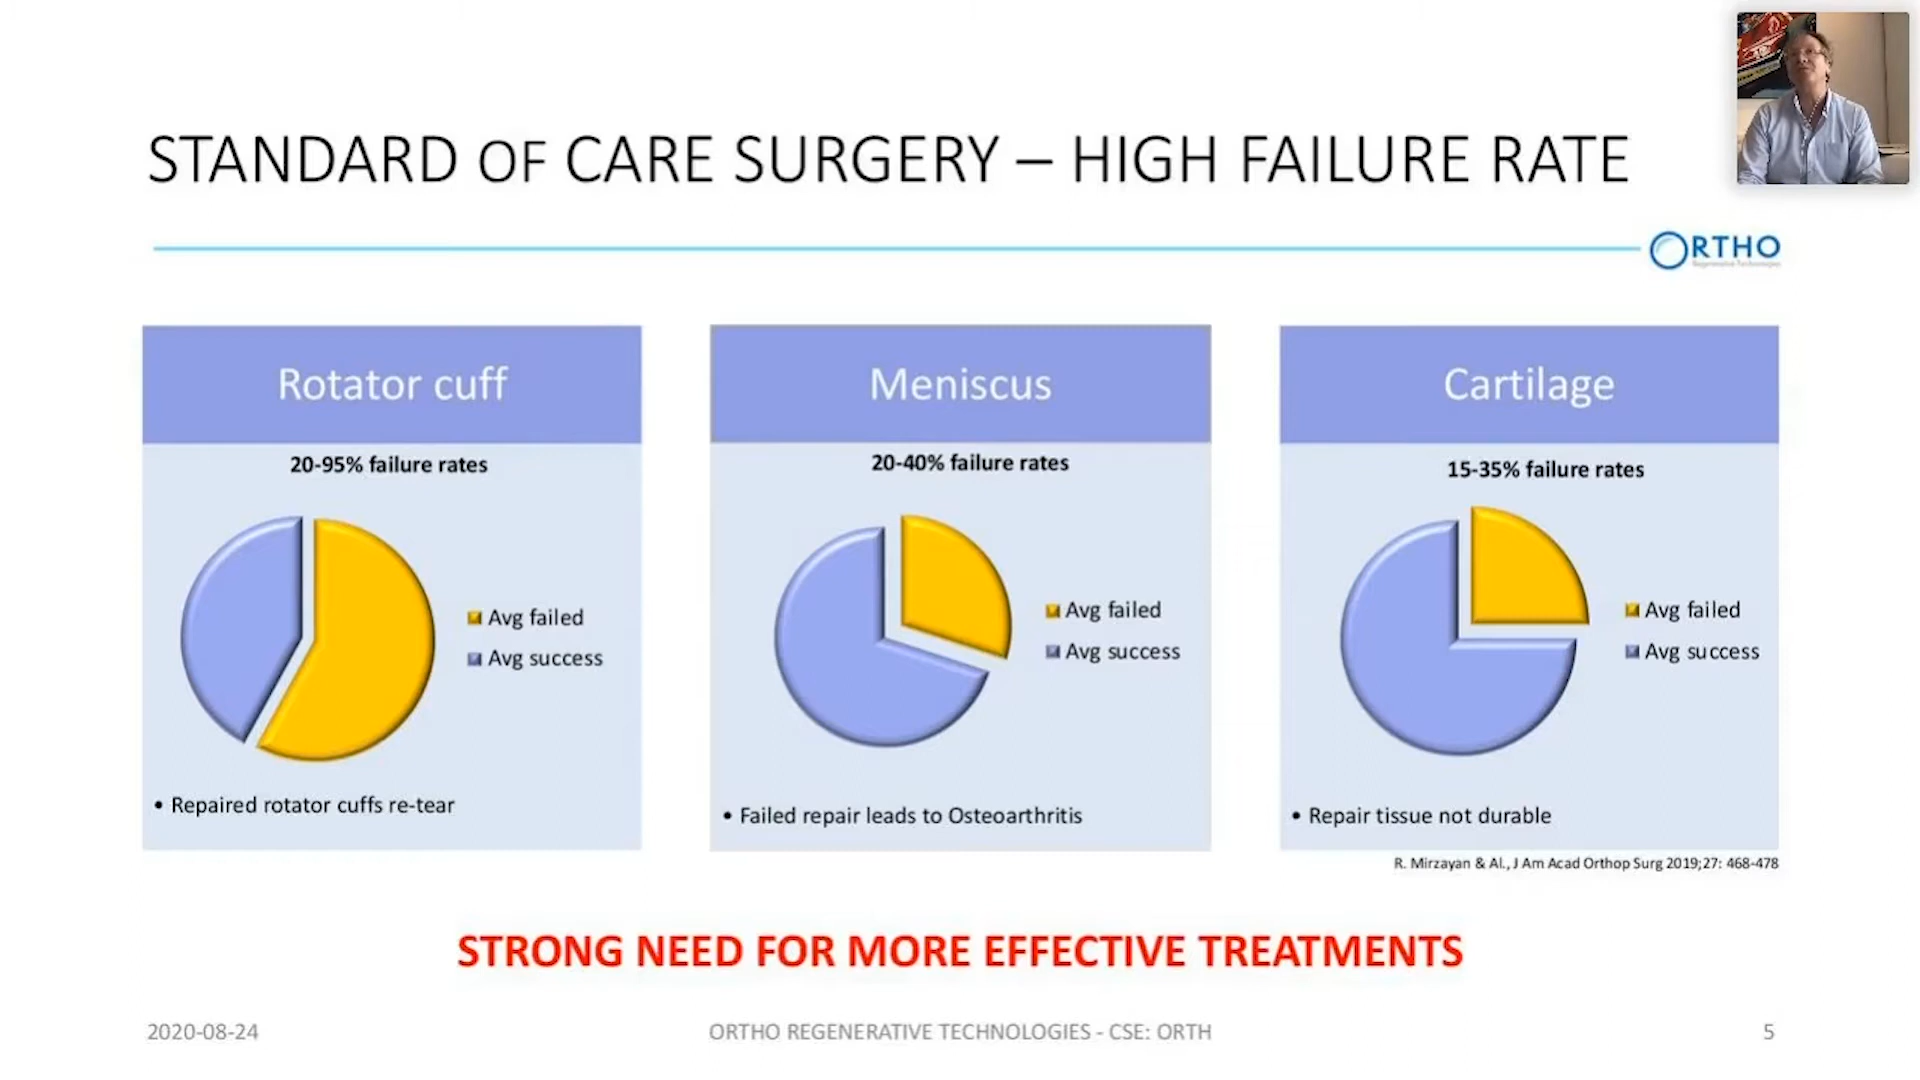 STANDARD OF CARE SURGERY – HIGH FAILURE RATE
ORTHO
Regenerative Technologies
Rotator cuff
20-95% failure rates
Avg failed
Avg success
• Repaired rotator cuffs re-tear
Meniscus
20-40% failure rates
Avg failed
Avg success
• Failed repair leads to Osteoarthritis
Cartilage
15-35% failure rates
Avg failed
Avg success
• Repair tissue not durable
R. Mirzayan & Al., J Am Acad Orthop Surg 2019;27: 468-478
STRONG NEED FOR MORE EFFECTIVE TREATMENTS
2020-08-24
ORTHO REGENERATIVE TECHNOLOGIES - CSE: ORTH
5